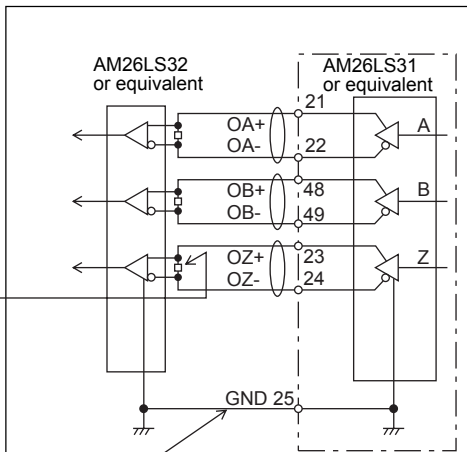 AM26LS32
or equivalent
AM26LS31
or equivalent
21
OA+
OA-
22
A
OB+
48
OB-
49
B
OZ+
23
OZ-
24
Z
GND 25